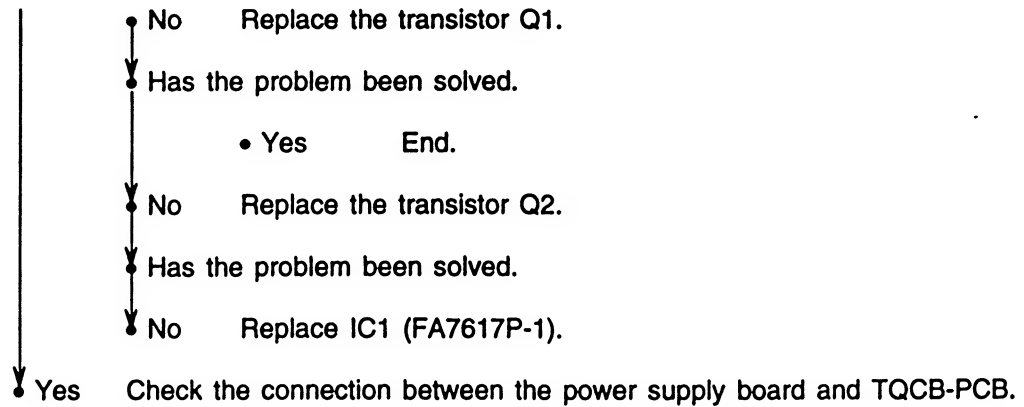 • No Replace the transistor Q1.
• Has the problem been solved.
• Yes End.
• No Replace the transistor Q2.
• Has the problem been solved.
• No Replace IC1 (FA7617P-1).
• Yes Check the connection between the power supply board and TQCB-PCB.